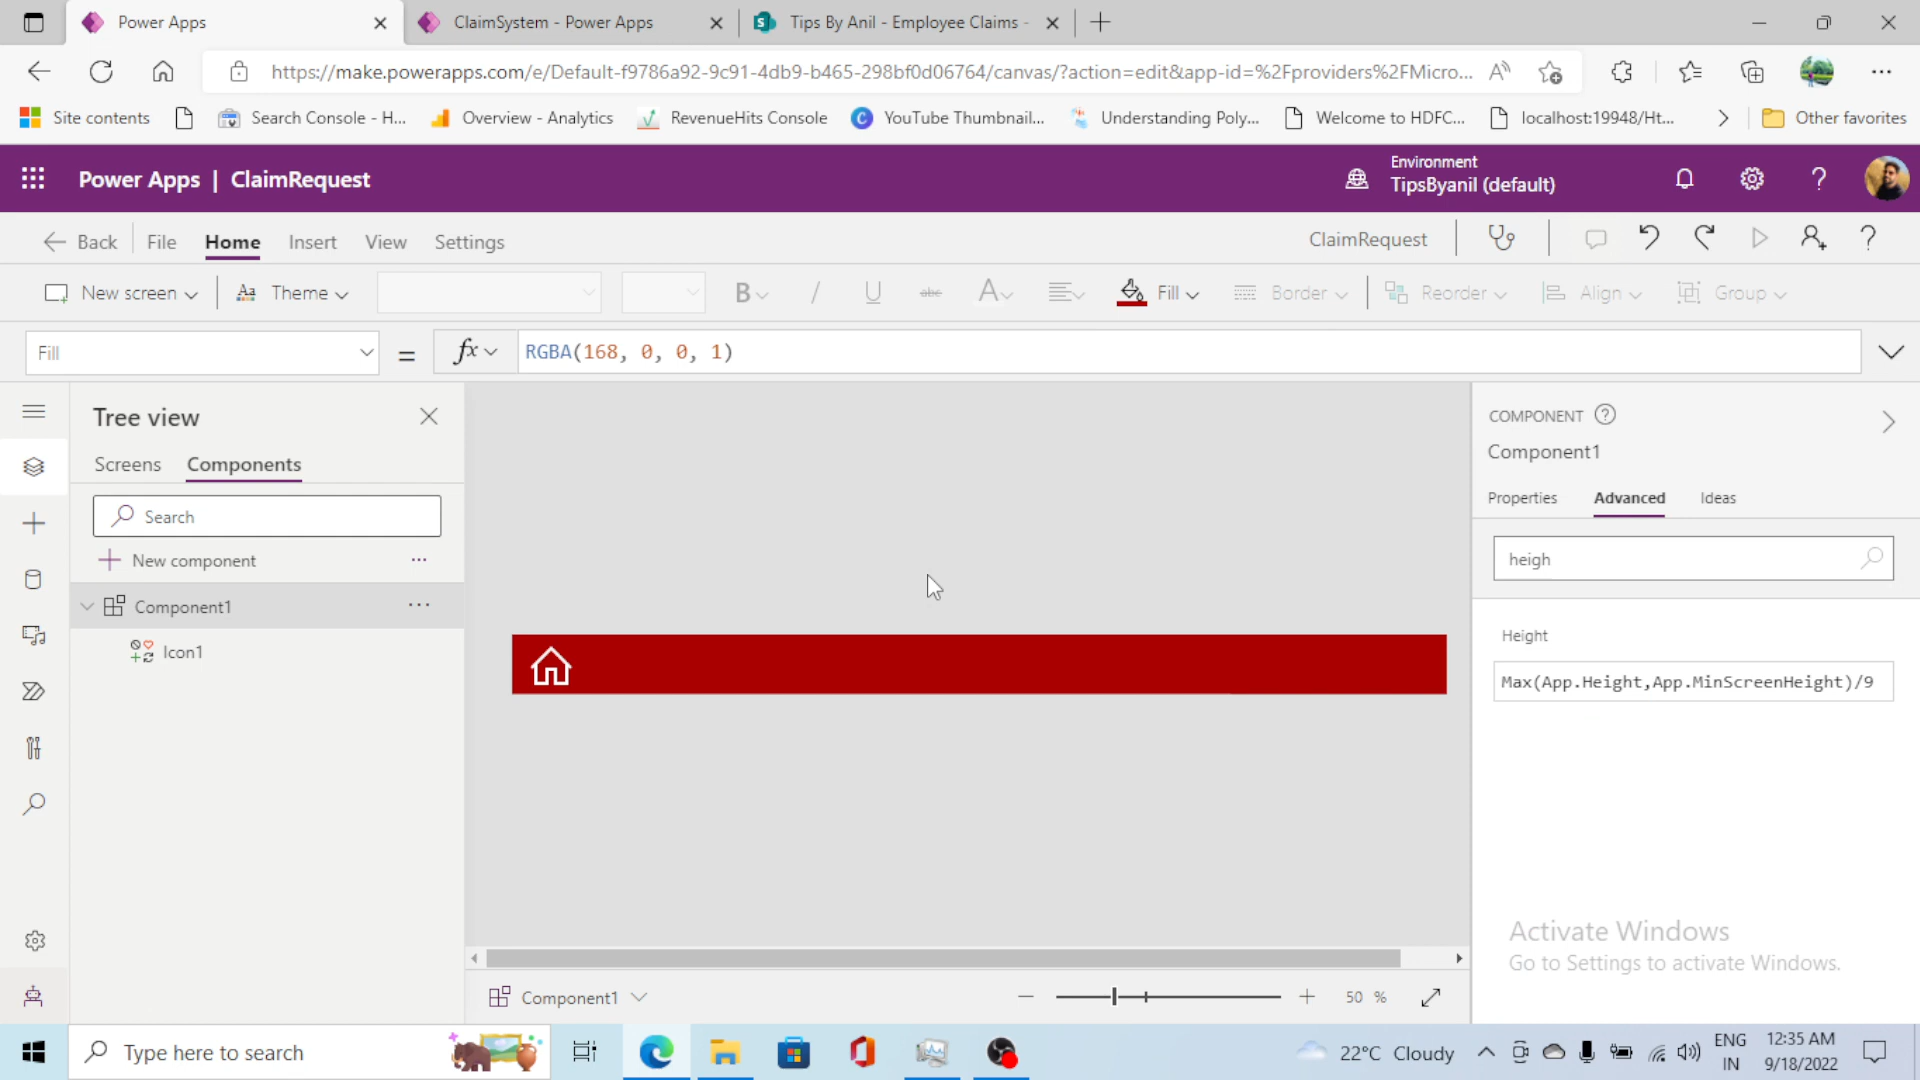 Power Apps
ClaimSystem - Power Apps
Tips By Anil - Employee Claims -
https://make.powerapps.com/e/Default-f9786a92-9c91-4db9-b465-298bf0d06764/canvas/?action=edit&app-id=%2Fproviders%2FMicro...
Site contents
Search Console - H...
Overview - Analytics
RevenueHits Console
YouTube Thumbnail...
Understanding Poly...
Welcome to HDFC...
localhost:19948/Ht...
Other favorites
Power Apps | ClaimRequest
Environment
TipsByanil (default)
Back
File
Home
Insert
View
Settings
ClaimRequest
New screen
Theme
B
/
U
abc
A
Fill
Border
Reorder
Align
Group
Fill
=
fx
RGBA(168, 0, 0, 1)
Tree view
Screens
Components
Search
New component
Component1
Icon1
COMPONENT
Component1
Properties
Advanced
Ideas
heigh
Height
Max(App.Height,App.MinScreenHeight)/9
Activate Windows
Go to Settings to activate Windows.
Component1
50 %
Type here to search
22°C Cloudy
ENG
IN
12:35 AM
9/18/2022